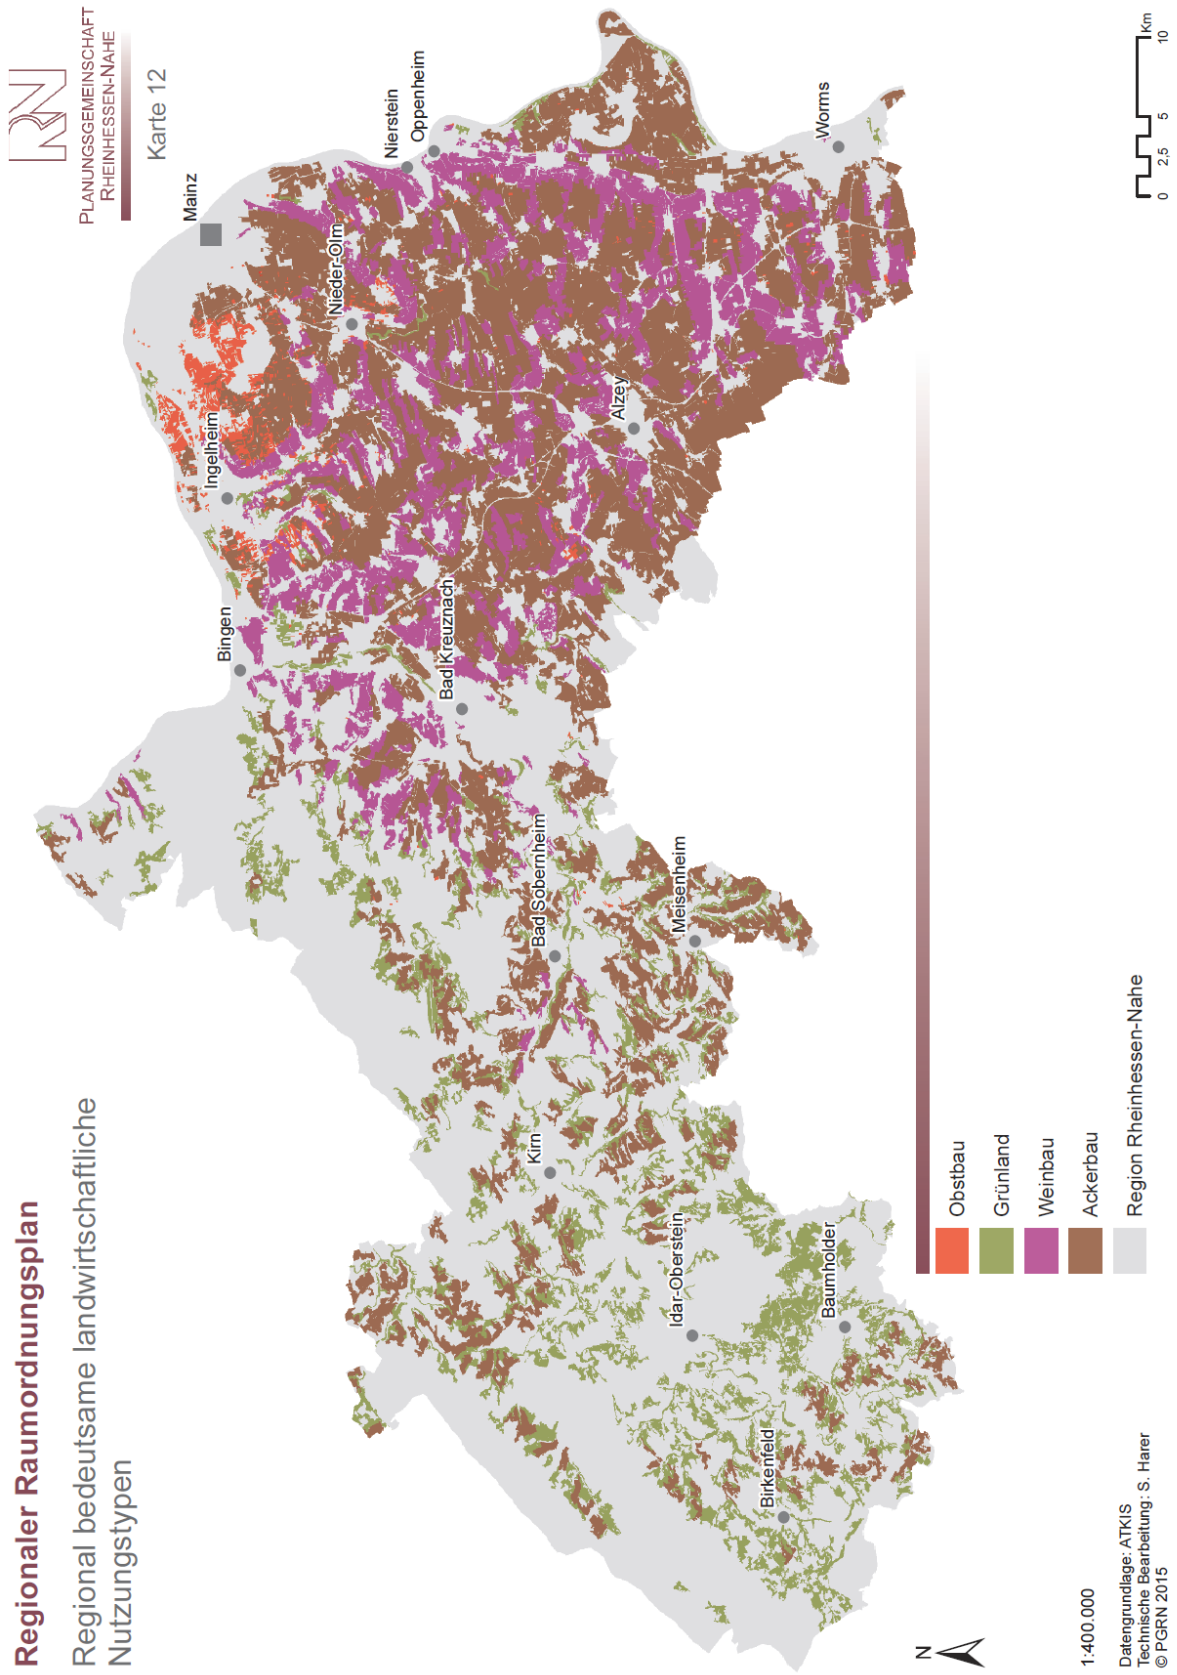 Regionaler Raumordnungsplan
Regional bedeutsame landwirtschaftliche
Nutzungstypen
RN
PLANUNGSGEMEINSCHAFT
RHEINHESSEN-NAHE
Karte 12
Mainz
Bingen
Ingelheim
Nieder-Olm
Nierstein
Oppenheim
Bad Kreuznach
Kirn
Bad Sobernheim
Alzey
Idar-Oberstein
Meisenheim
Birkenfeld
Baumholder
Worms
Obstbau
Grünland
Weinbau
Ackerbau
Region Rheinhessen-Nahe
N
1:400.000
Datengrundlage: ATKIS
Technische Bearbeitung: S. Harer
© PGRN 2015
Km
0 2,5 5 10